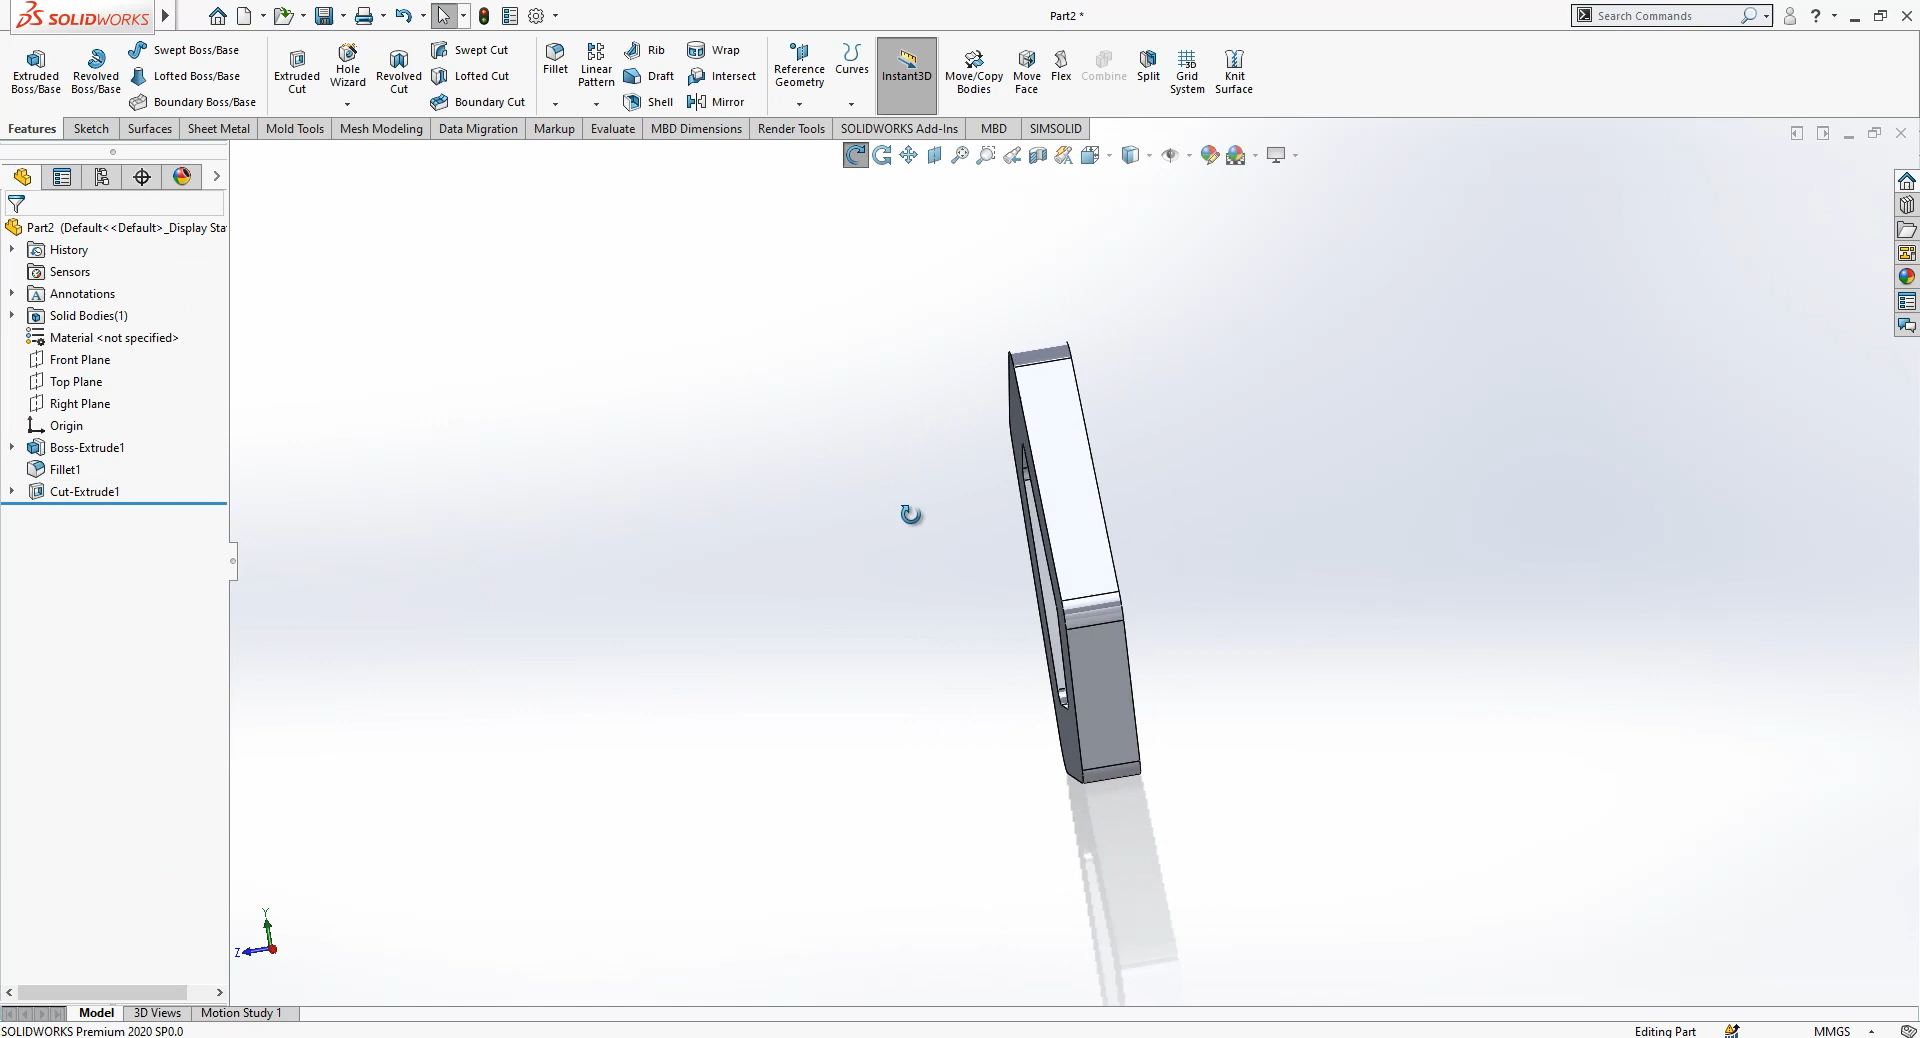 SOLIDWORKS
Part2 *
Search Commands
?
Extruded Boss/Base
Revolved Boss/Base
Swept Boss/Base
Lofted Boss/Base
Boundary Boss/Base
Extruded Cut
Hole Wizard
Revolved Cut
Swept Cut
Lofted Cut
Boundary Cut
Fillet
Linear Pattern
Rib
Draft
Shell
Wrap
Intersect
Mirror
Reference Geometry
Curves
Instant3D
Move/Copy Bodies
Move Face
Flex
Combine
Split
Grid System
Knit Surface
Features
Sketch
Surfaces
Sheet Metal
Mold Tools
Mesh Modeling
Data Migration
Markup
Evaluate
MBD Dimensions
Render Tools
SOLIDWORKS Add-Ins
MBD
SIMSOLID
Part2 (Default<<Default>_Display Sta
History
Sensors
Annotations
Solid Bodies(1)
Material <not specified>
Front Plane
Top Plane
Right Plane
Origin
Boss-Extrude1
Fillet1
Cut-Extrude1
Y
Z
Model
3D Views
Motion Study 1
SOLIDWORKS Premium 2020 SP0.0
Editing Part
MMGS